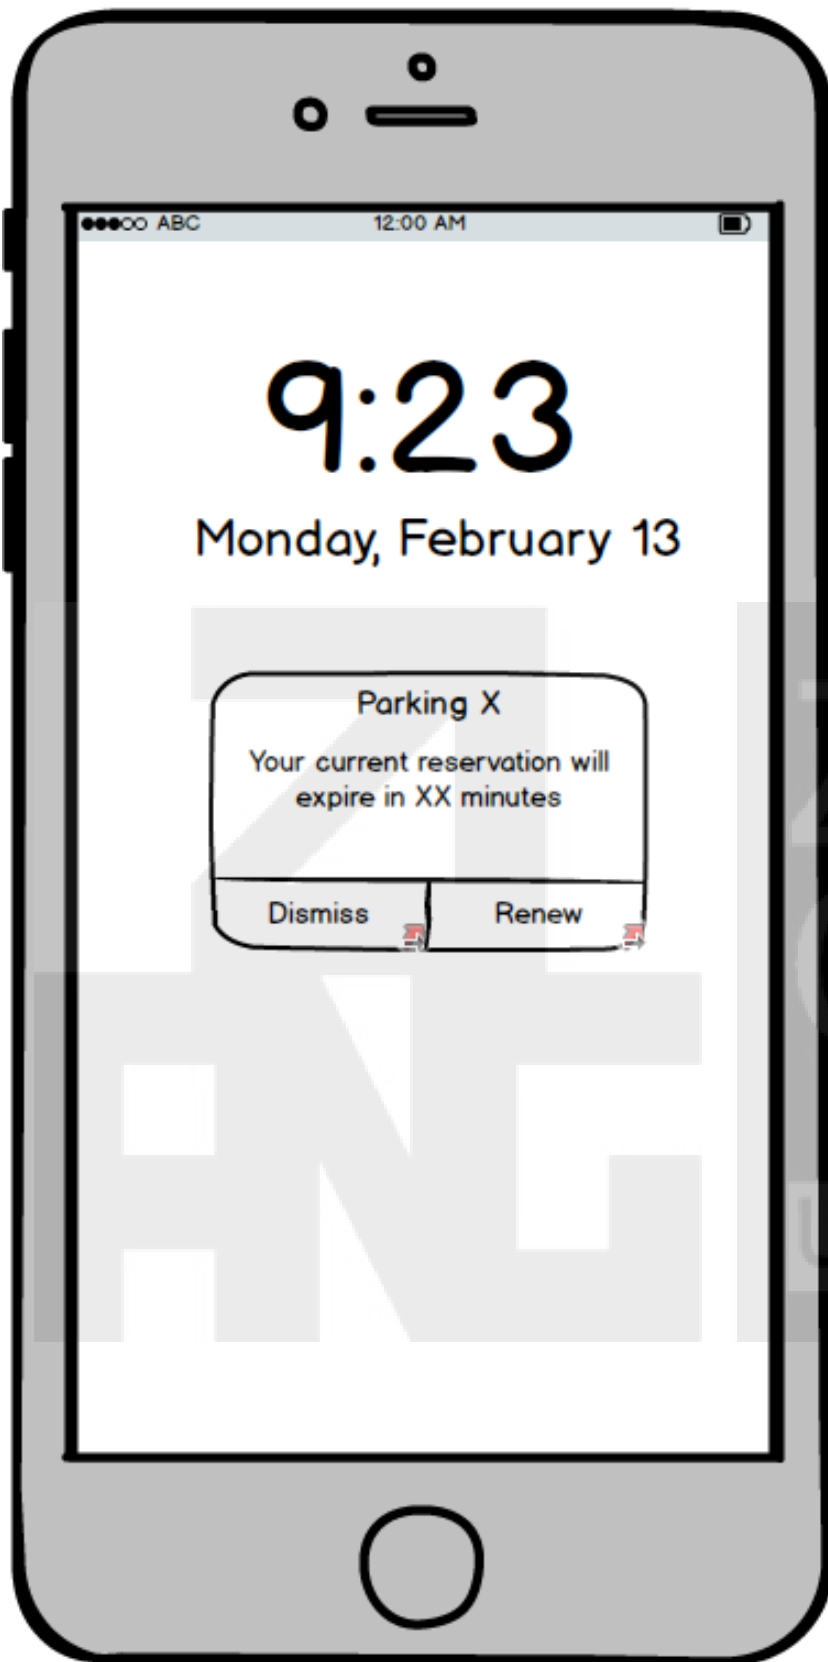 ABC 12:00 AM
9:23
Monday, February 13
Parking X
Your current reservation will
expire in XX minutes
Dismiss Renew